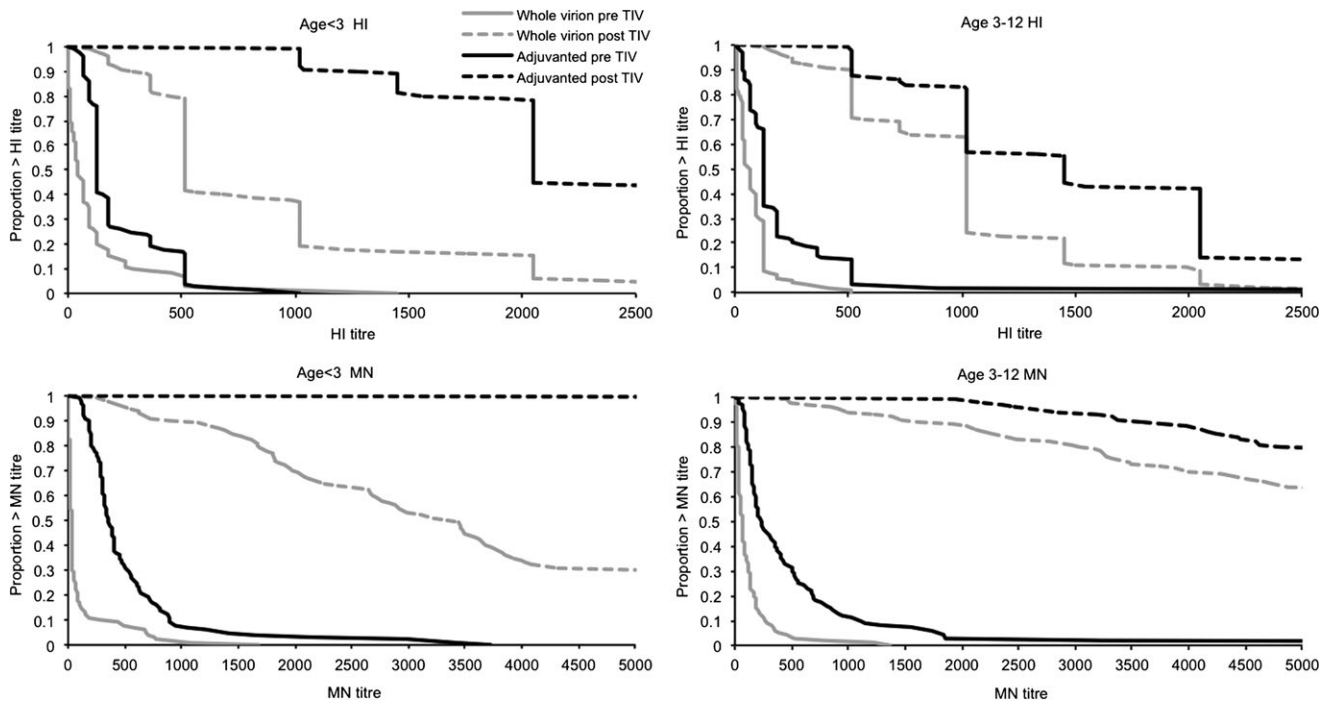 Age<3 HI
Whole virion pre TIV
Whole virion post TIV
Adjuvanted pre TIV
Adjuvanted post TIV
Proportion > HI titre
1
0.9
0.8
0.7
0.6
0.5
0.4
0.3
0.2
0.1
0
0 500 1000 1500 2000 2500
HI titre
Age 3-12 HI
Proportion > HI titre
1
0.9
0.8
0.7
0.6
0.5
0.4
0.3
0.2
0.1
0
0 500 1000 1500 2000 2500
HI titre
Age<3 MN
Proportion > MN titre
1
0.9
0.8
0.7
0.6
0.5
0.4
0.3
0.2
0.1
0
0 500 1000 1500 2000 2500 3000 3500 4000 4500 5000
MN titre
Age 3-12 MN
Proportion > MN titre
1
0.9
0.8
0.7
0.6
0.5
0.4
0.3
0.2
0.1
0
0 500 1000 1500 2000 2500 3000 3500 4000 4500 5000
MN titre